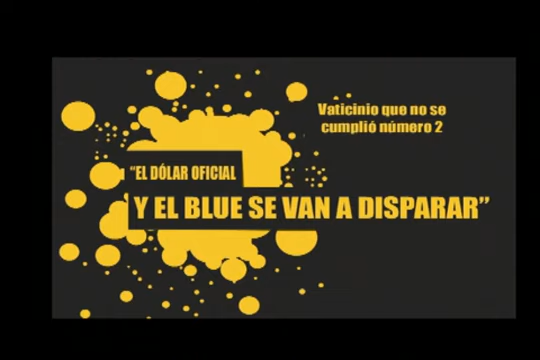 Vaticinio que no se
cumplió número 2
“EL DÓLAR OFICIAL
Y EL BLUE SE VAN A DISPARAR”